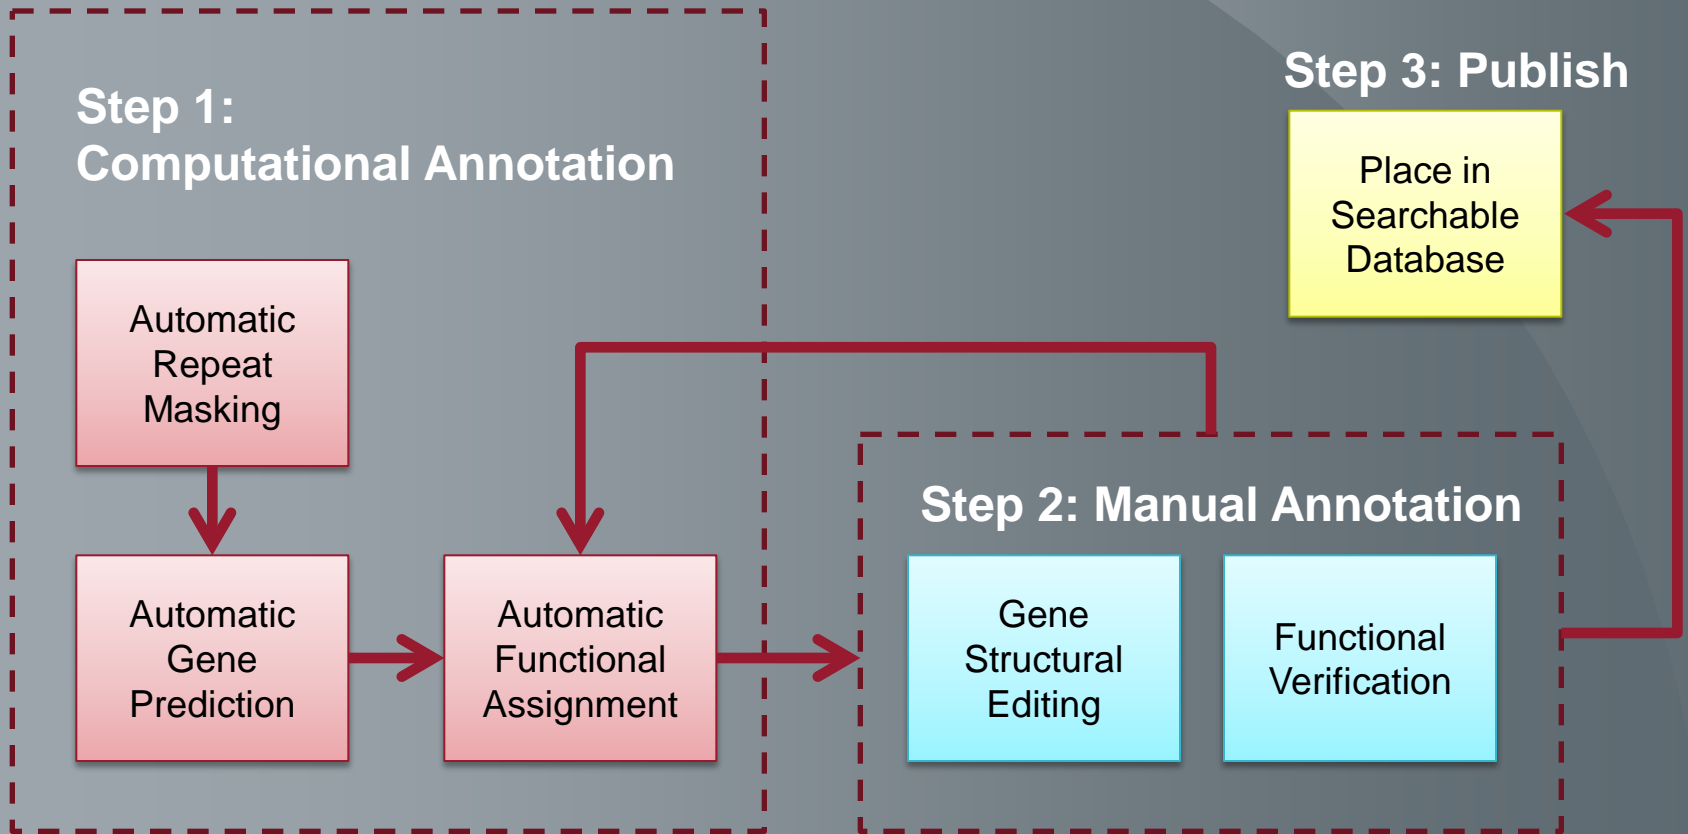 Step 1:
Computational Annotation
Automatic
Repeat
Masking
Automatic
Gene
Prediction
Automatic
Functional
Assignment
Step 2: Manual Annotation
Gene
Structural
Editing
Functional
Verification
Step 3: Publish
Place in
Searchable
Database